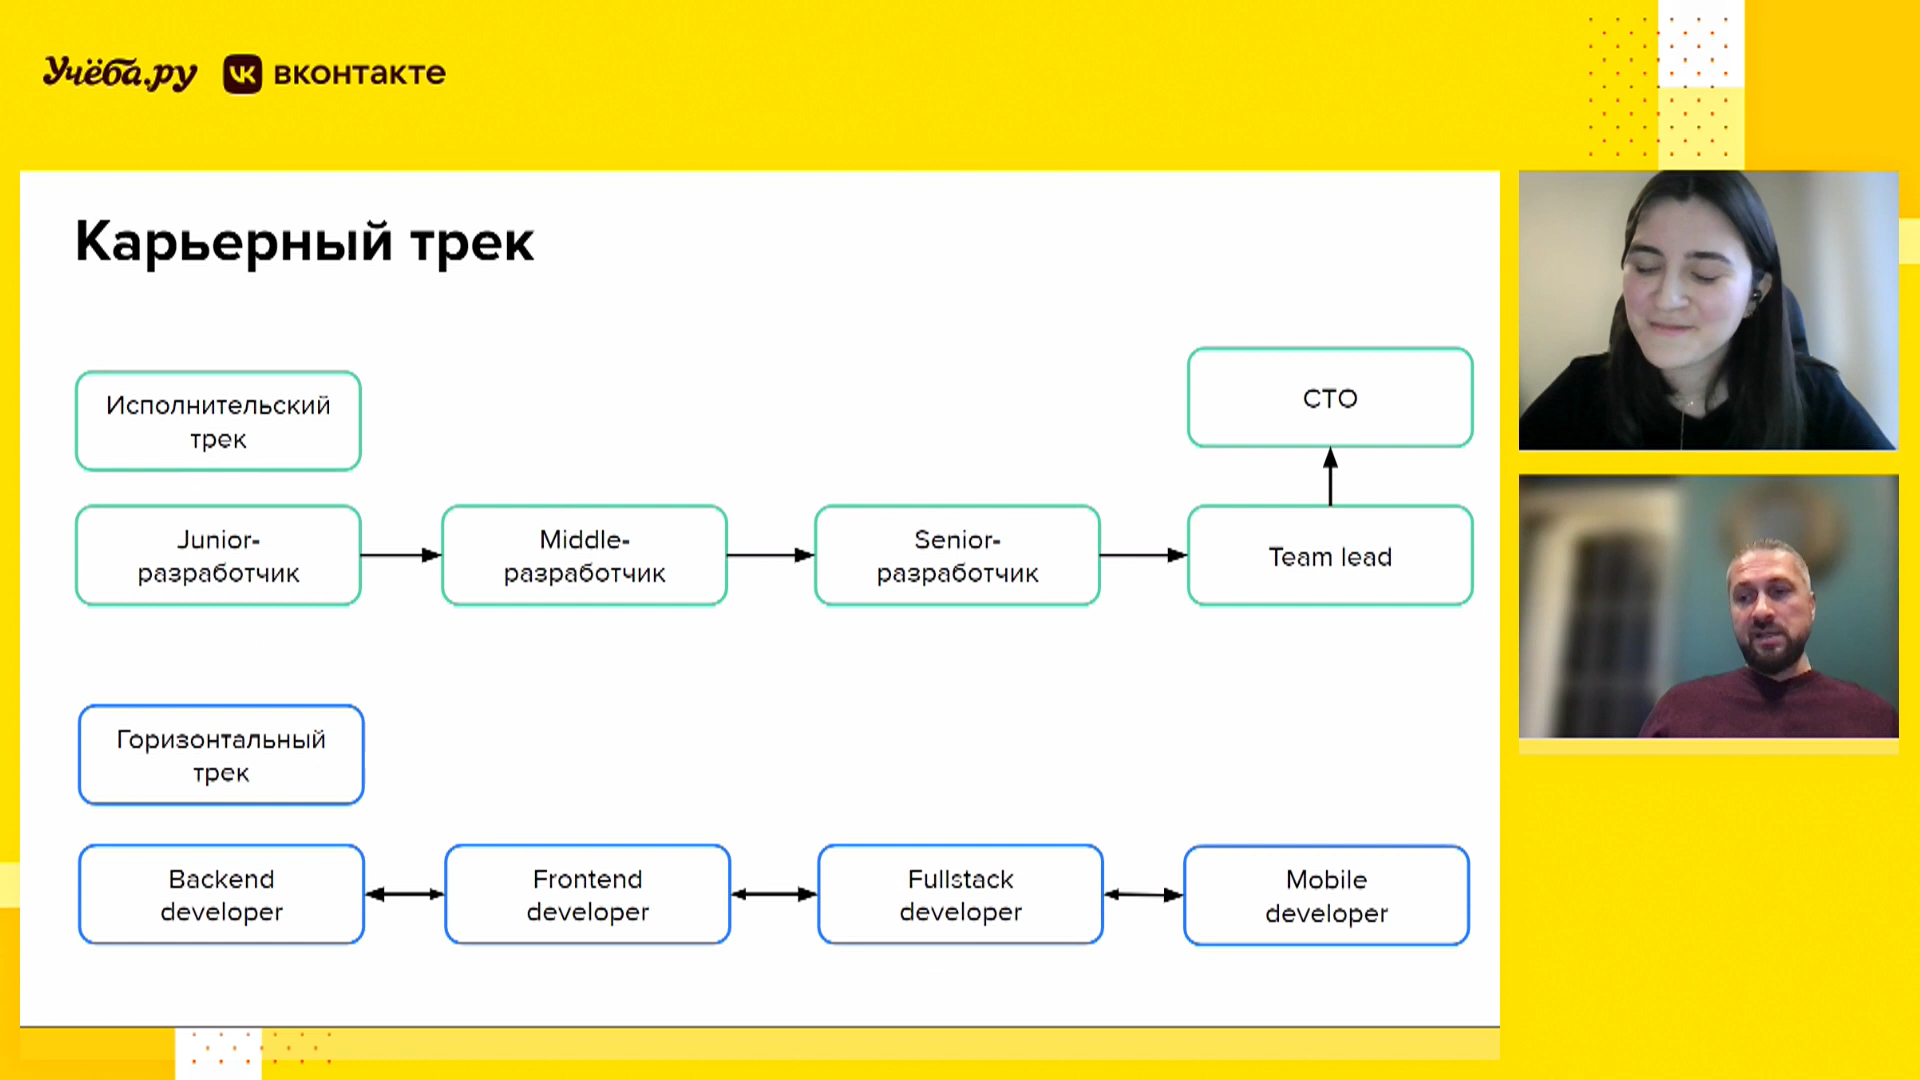 Учёба.ру
вконтакте
Карьерный трек
Исполнительский
трек
CTO
Junior-
разработчик
Middle-
разработчик
Senior-
разработчик
Team lead
Горизонтальный
трек
Backend
developer
Frontend
developer
Fullstack
developer
Mobile
developer